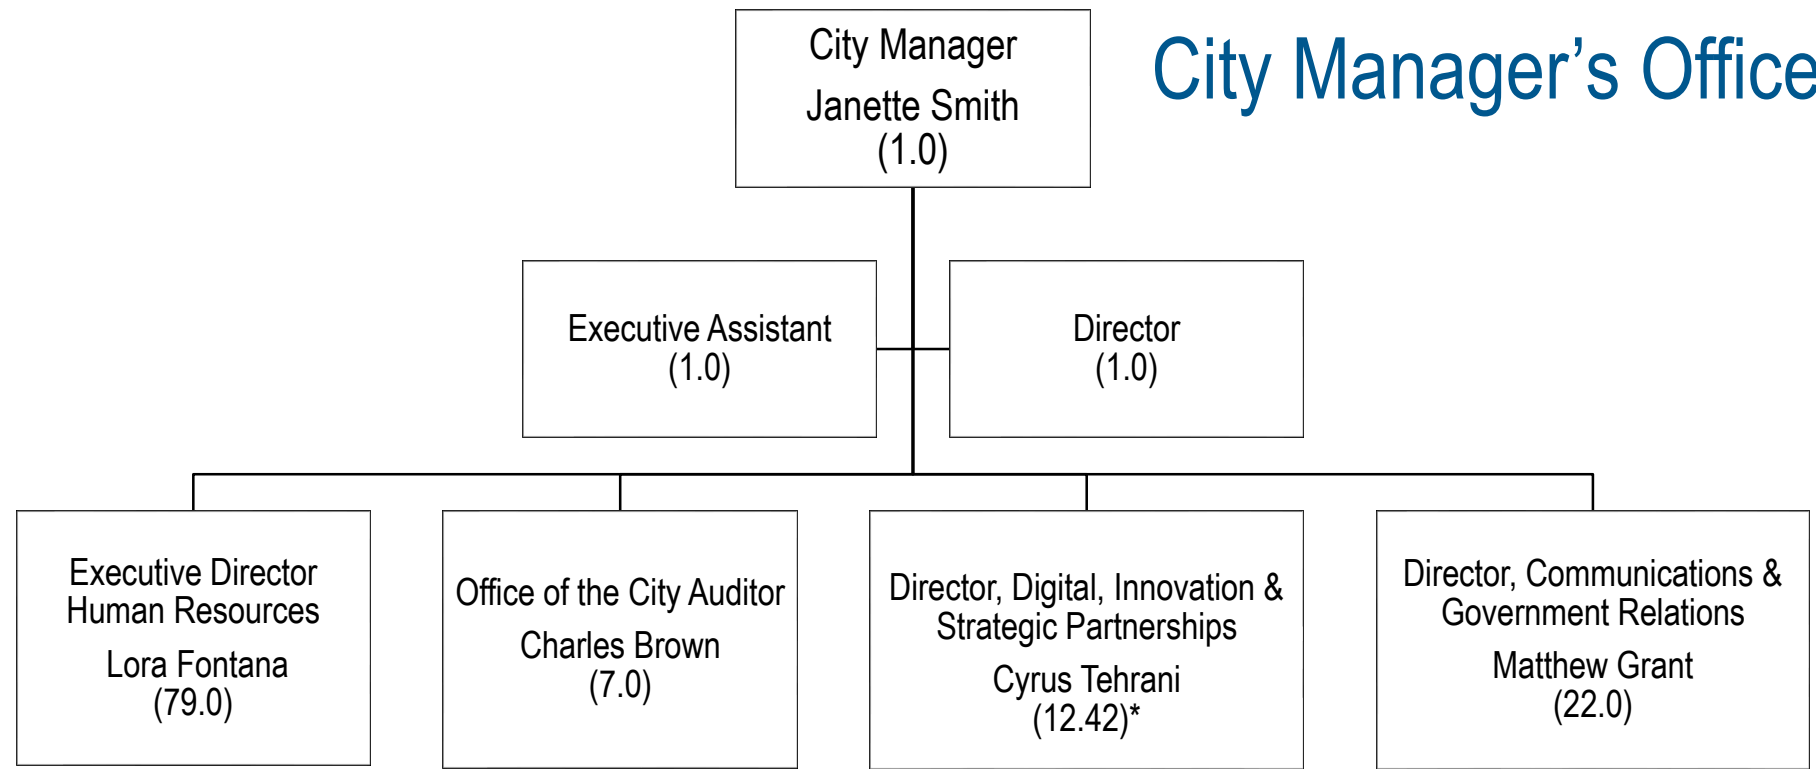 City Manager's Office
City Manager
Janette Smith
(1.0)
Executive Assistant
(1.0)
Director
(1.0)
Executive Director
Human Resources
Lora Fontana
(79.0)
Office of the City Auditor
Charles Brown
(7.0)
Director, Digital, Innovation &
Strategic Partnerships
Cyrus Tehrani
(12.42)*
Director, Communications &
Government Relations
Matthew Grant
(22.0)